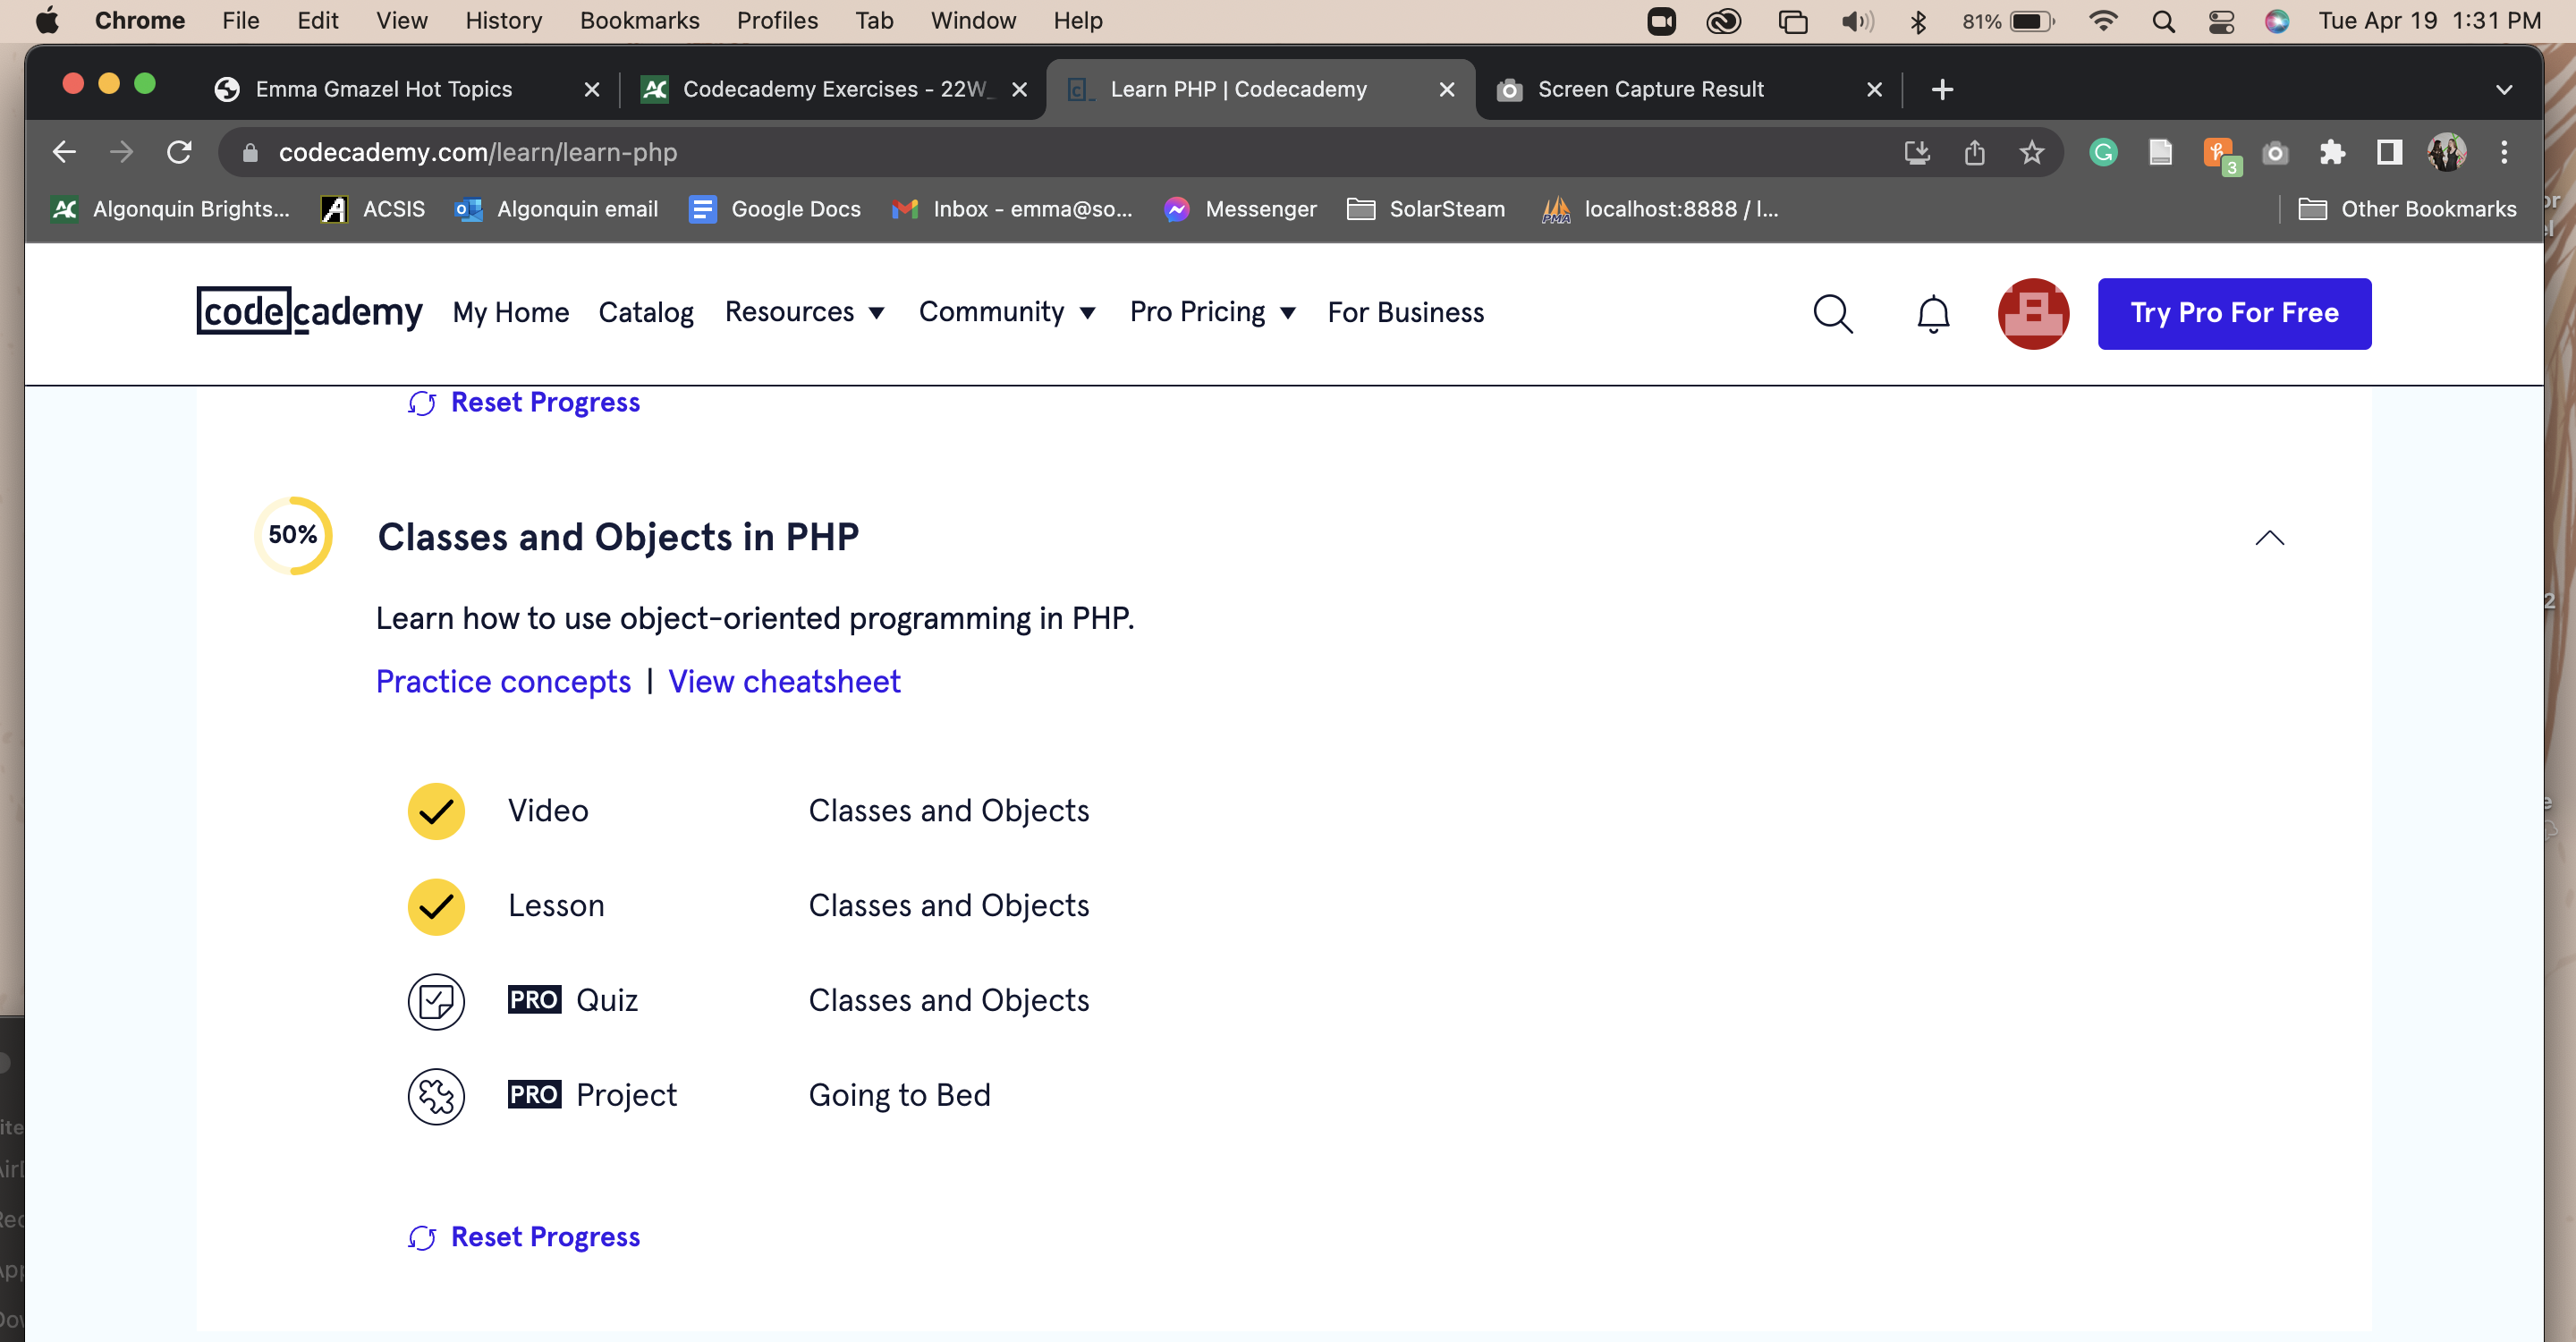 Chrome File Edit View History Bookmarks Profiles Tab Window Help 81% Tue Apr 19 1:31 PM
Emma Gmazel Hot Topics Codecademy Exercises - 22W_ Learn PHP | Codecademy Screen Capture Result
codecademy.com/learn/learn-php 3
Algonquin Brights... ACSIS Algonquin email Google Docs Inbox - emma@so... Messenger SolarSteam localhost:8888 / l... Other Bookmarks
codecademy My Home Catalog Resources Community Pro Pricing For Business Try Pro For Free
Reset Progress
50% Classes and Objects in PHP
Learn how to use object-oriented programming in PHP.
Practice concepts | View cheatsheet
Video Classes and Objects
Lesson Classes and Objects
PRO Quiz Classes and Objects
PRO Project Going to Bed
Reset Progress